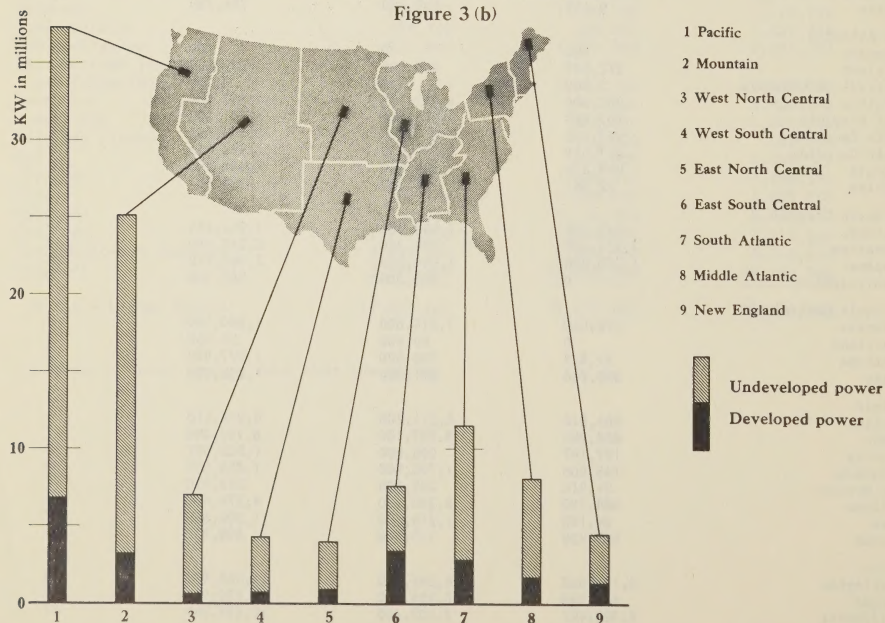 Figure 3 (b)
KW in millions
30
20
10
0
1 2 3 4 5 6 7 8 9
1 Pacific
2 Mountain
3 West North Central
4 West South Central
5 East North Central
6 East South Central
7 South Atlantic
8 Middle Atlantic
9 New England
Undeveloped power
Developed power